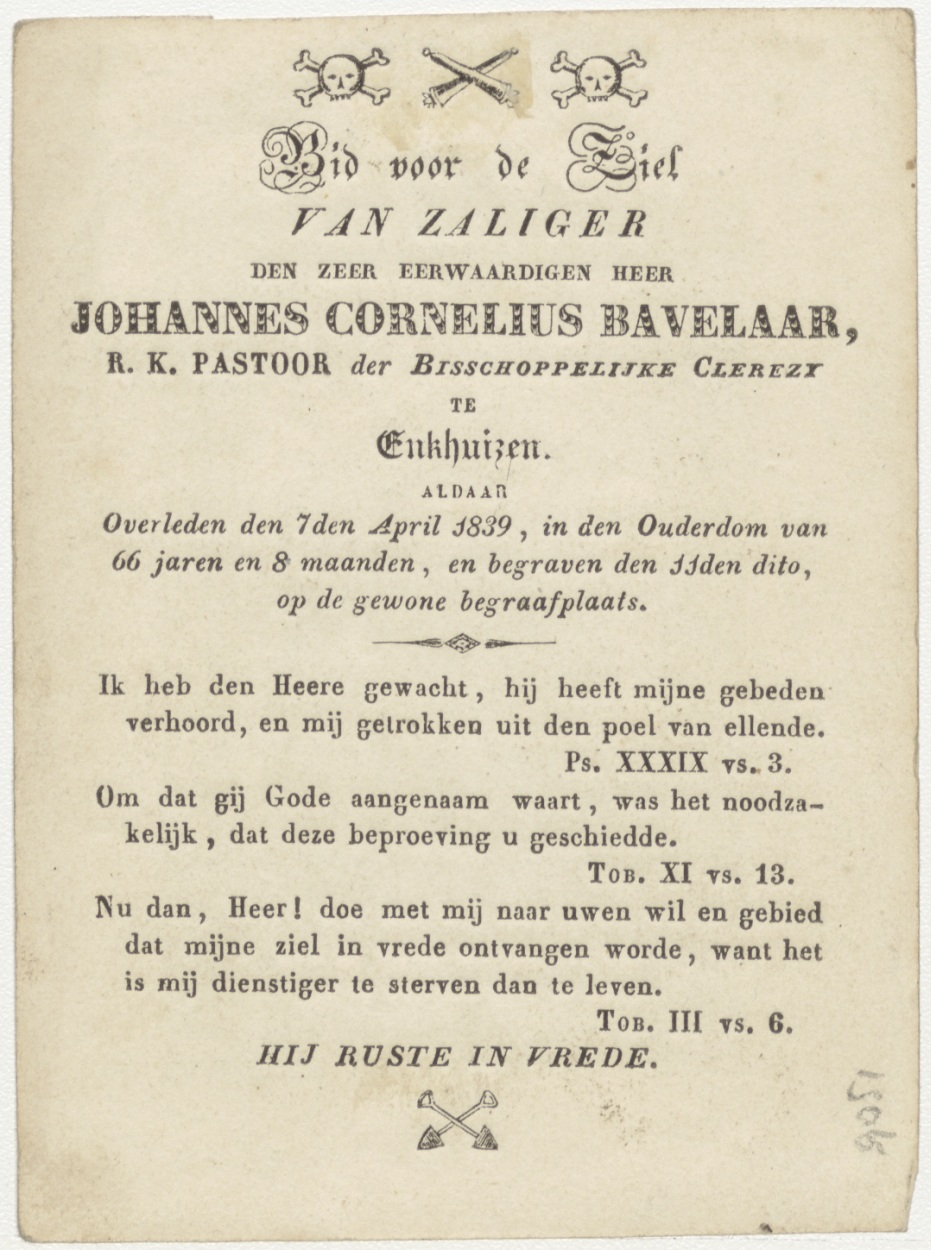 Bid voor de Ziel
VAN ZALIGER
DEN ZEER EERWAARDIGEN HEER
JOHANNES CORNELIUS BAVELAAR,
R. K. PASTOOR der BISSCHOPPELIJKE CLEREZY
TE
Enkhuizen.
ALDAAR
Overleden den 7den April 1839, in den Ouderdom van
66 jaren en 8 maanden, en begraven den 11den dito,
op de gewone begraafplaats.
Ik heb den Heere gewacht, hij heeft mijne gebeden
verhoord, en mij getrokken uit den poel van ellende.
Ps. XXXIX vs. 3.
Om dat gij Gode aangenaam waart, was het noodza-
kelijk, dat deze beproeving u geschiedde.
TOB. XI vs. 13.
Nu dan, Heer! doe met mij naar uwen wil en gebied
dat mijne ziel in vrede ontvangen worde, want het
is mij dienstiger te sterven dan te leven.
TOB. III vs. 6.
HIJ RUSTE IN VREDE.